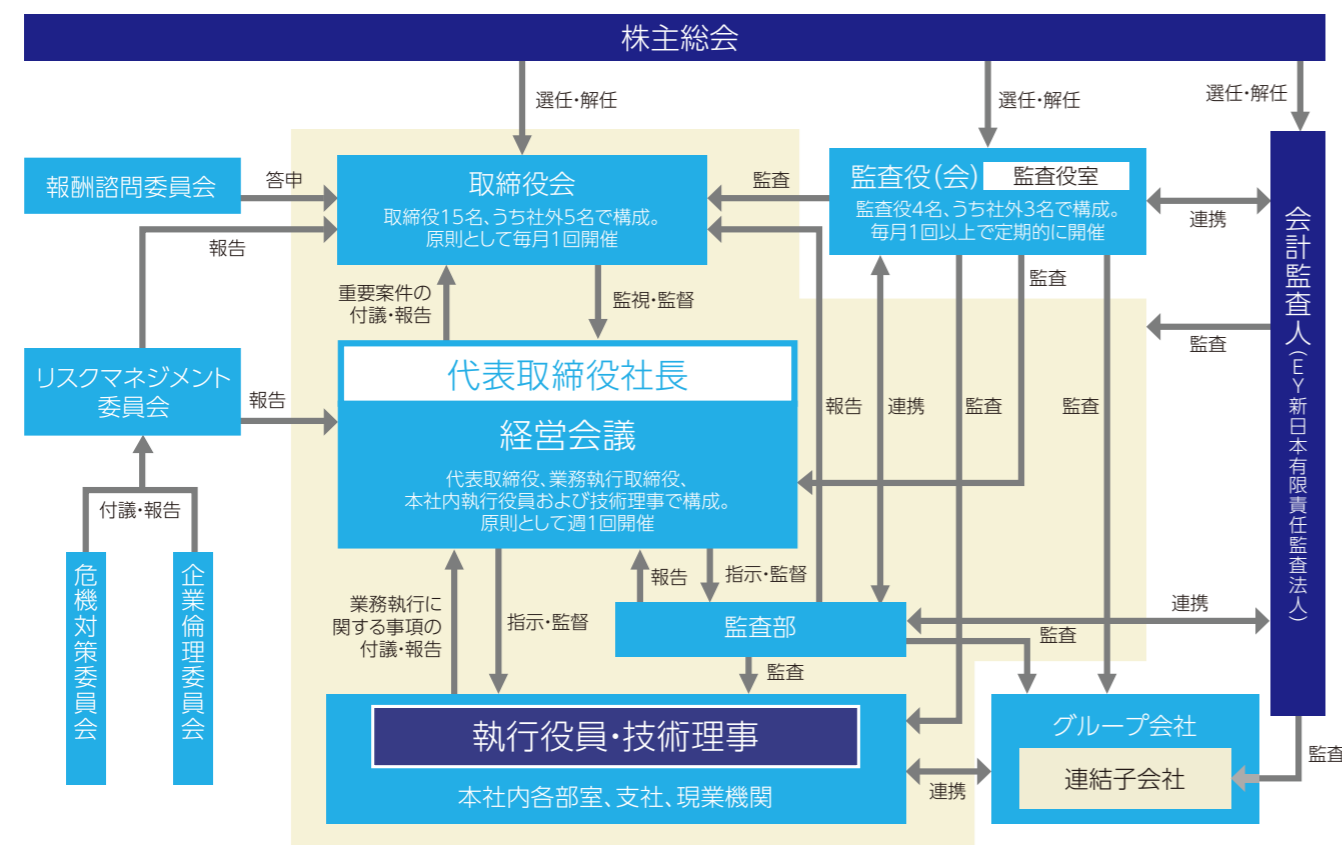 株主総会
選任・解任
選任・解任
選任・解任
報酬諮問委員会
答申
取締役会
取締役15名、うち社外5名で構成。
原則として毎月1回開催
監査
監査役(会)
監査役室
監査役4名、うち社外3名で構成。
毎月1回以上で定期的に開催
連携
会計監査人(EY新日本有限責任監査法人)
報告
重要案件の
付議・報告
監視・監督
監査
監査
リスクマネジメント
委員会
報告
代表取締役社長
経営会議
代表取締役、業務執行取締役、
本社内執行役員および技術理事で構成。
原則として週1回開催
報告
連携
監査
監査
付議・報告
危機対策委員会
企業倫理委員会
業務執行に
関する事項の
付議・報告
指示・監督
報告
指示・監督
監査部
連携
監査
監査
執行役員・技術理事
本社内各部室、支社、現業機関
連携
グループ会社
連結子会社
監査